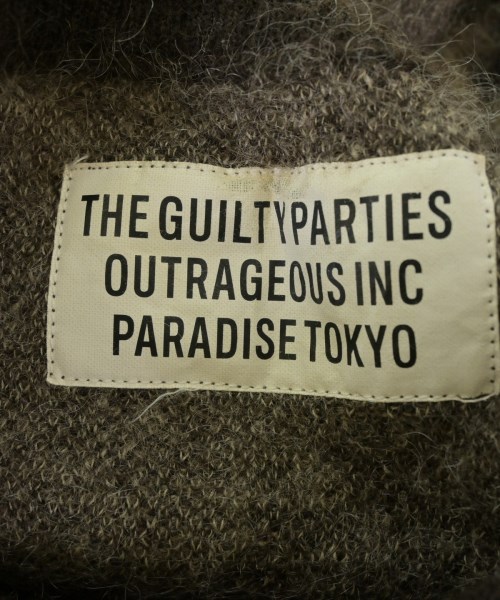 THE GUILTY PARTIES
OUTRAGEOUS INC
PARADISE TOKYO